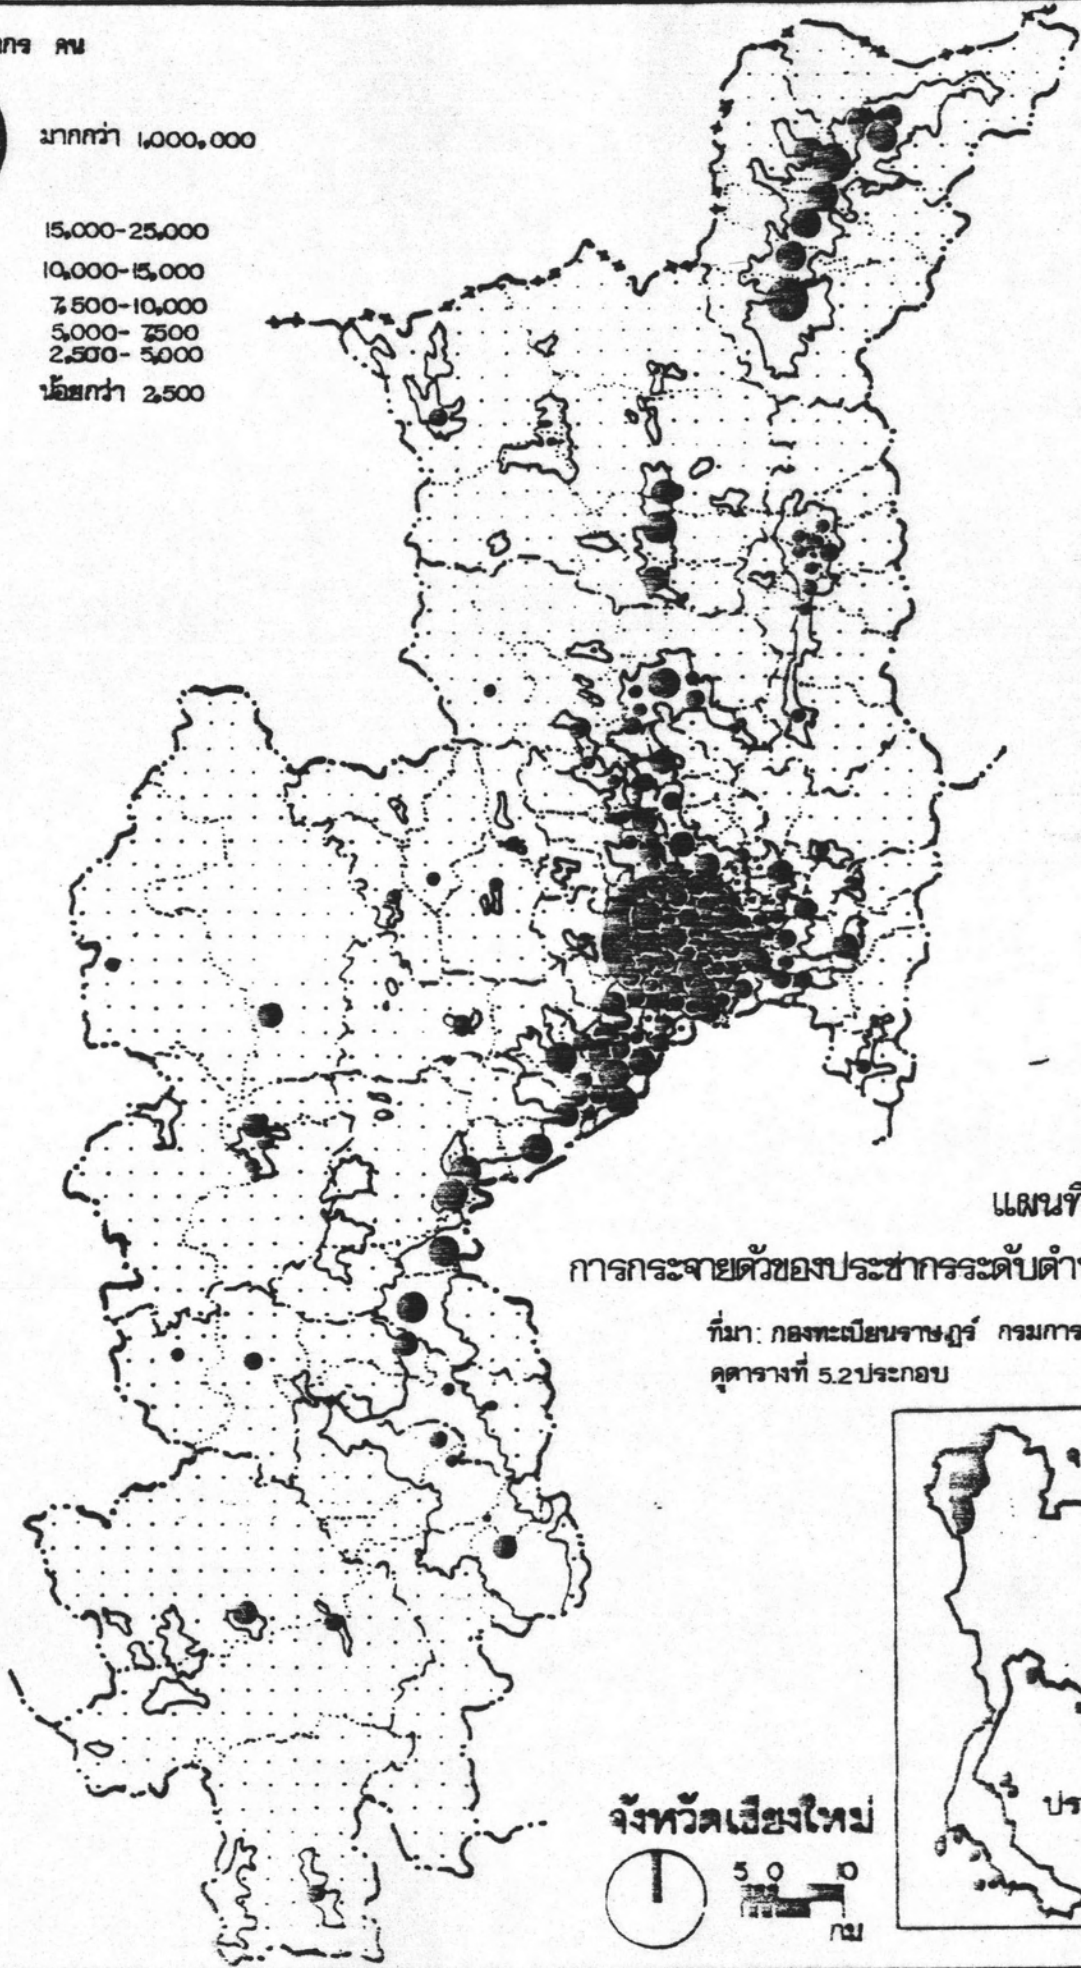 กร คน
มากกว่า 1,000,000
15,000-25,000
10,000-15,000
7,500-10,000
5,000- 7500
2,500- 5,000
น้อยกว่า 2,500
แผนที่
การกระจายตัวของประชากรระดับตำ
ที่มา: กองทะเบียนราษฎร์ กรมการ
ดูตารางที่ 5.2ประกอบ
จ
ปร
จังหวัดเชียงใหม่
5 0 10
กม